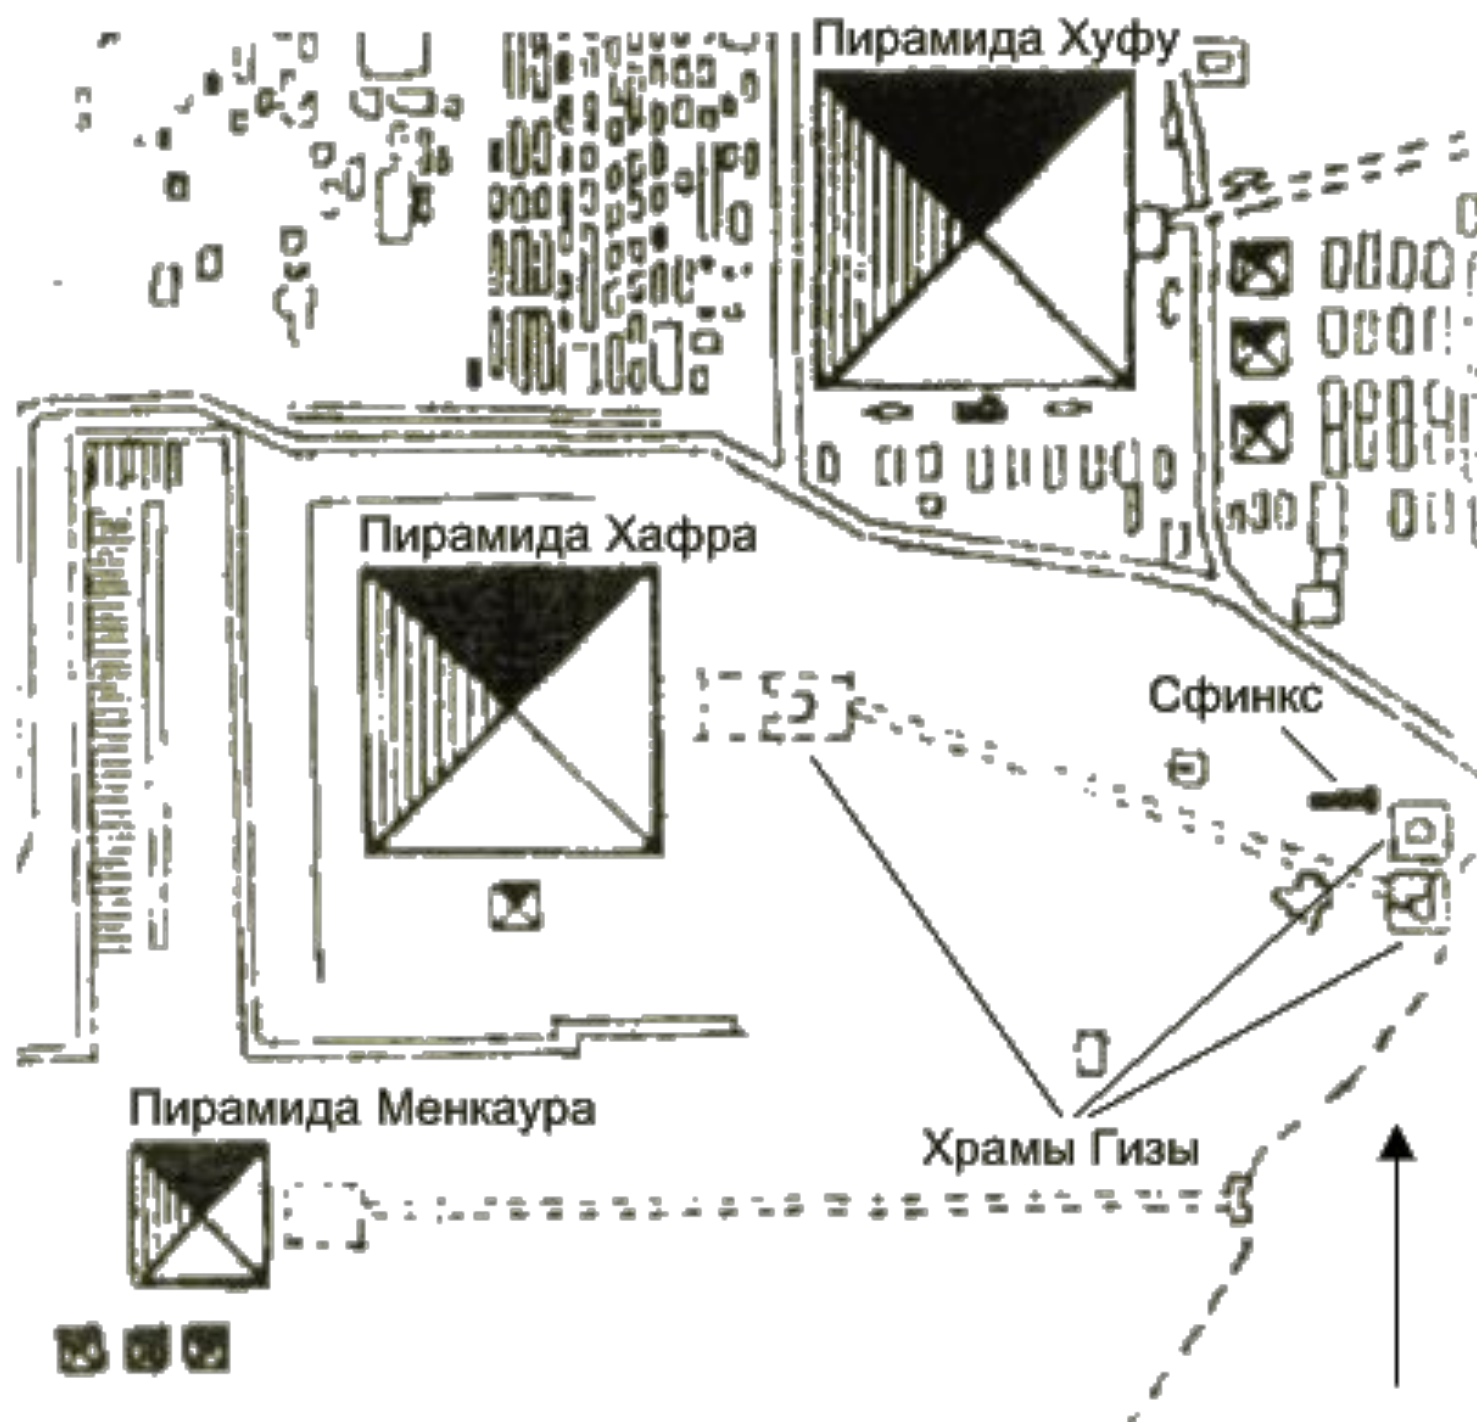 Пирамида Хуфу
Пирамида Хафра
Сфинкс
Пирамида Менкаура
Храмы Гизы